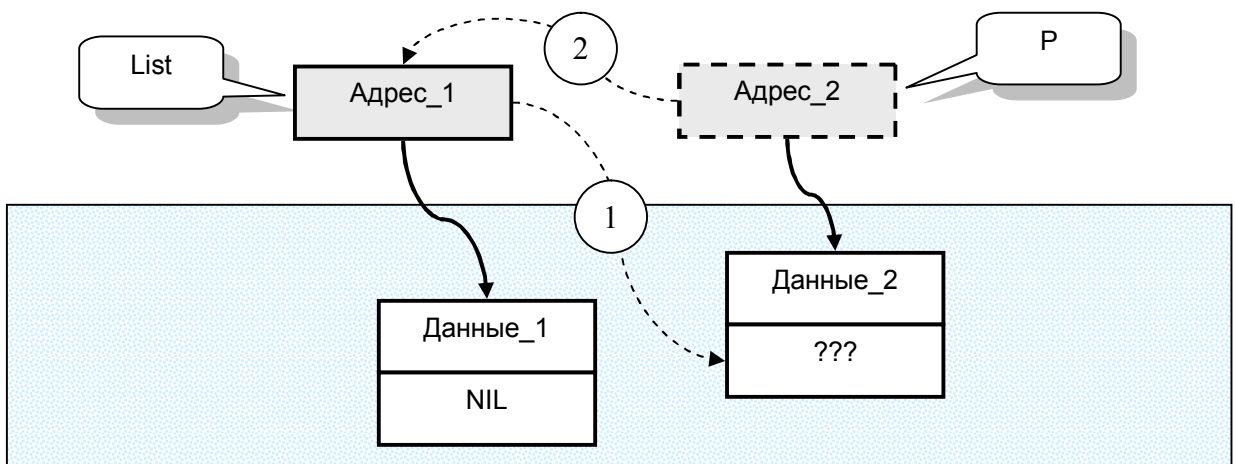 List
Адрес_1
2
Адрес_2
P
1
Данные_1
NIL
Данные_2
???